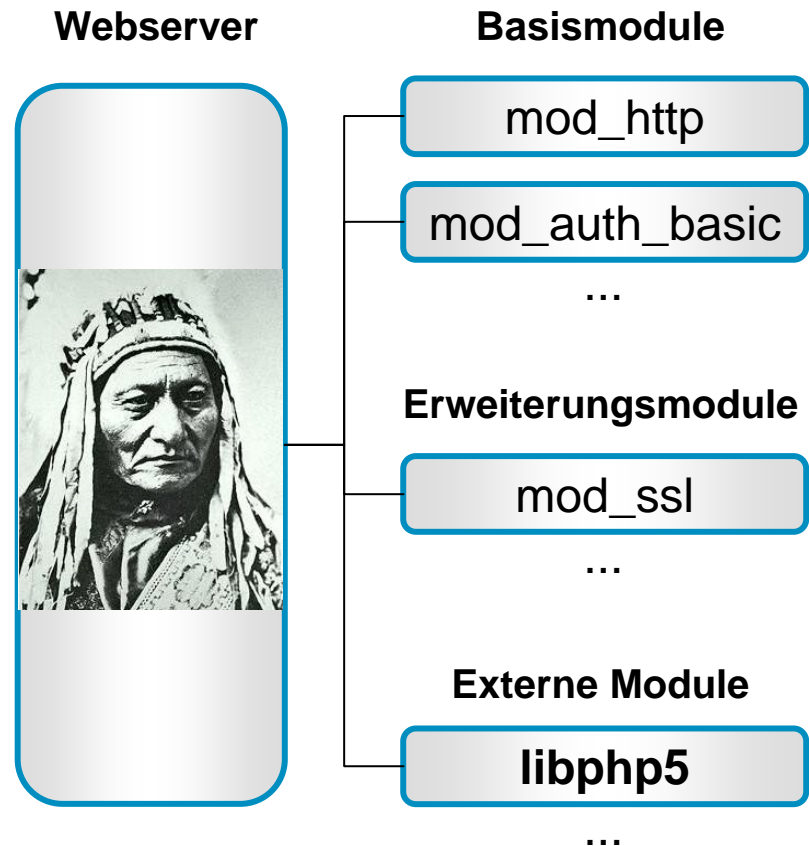 Webserver
Basismodule
mod_http
mod_auth_basic
...
Erweiterungsmodule
mod_ssl
...
Externe Module
libphp5
...